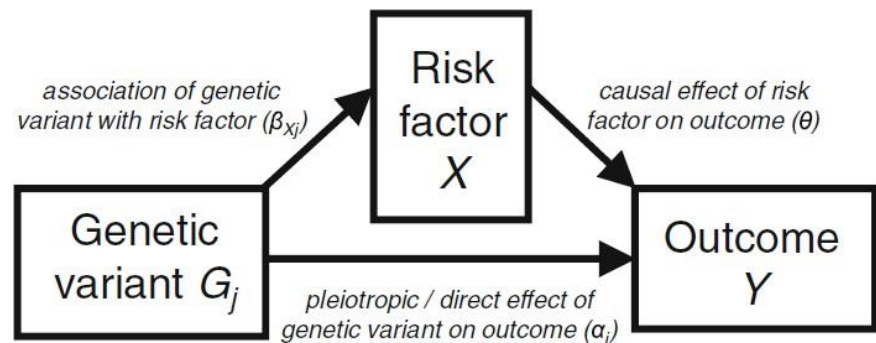 association of genetic
variant with risk factor (βXj)
Risk
factor
X
causal effect of risk
factor on outcome (θ)
Genetic
variant Gj
Outcome
Y
pleiotropic / direct effect of
genetic variant on outcome (αj)